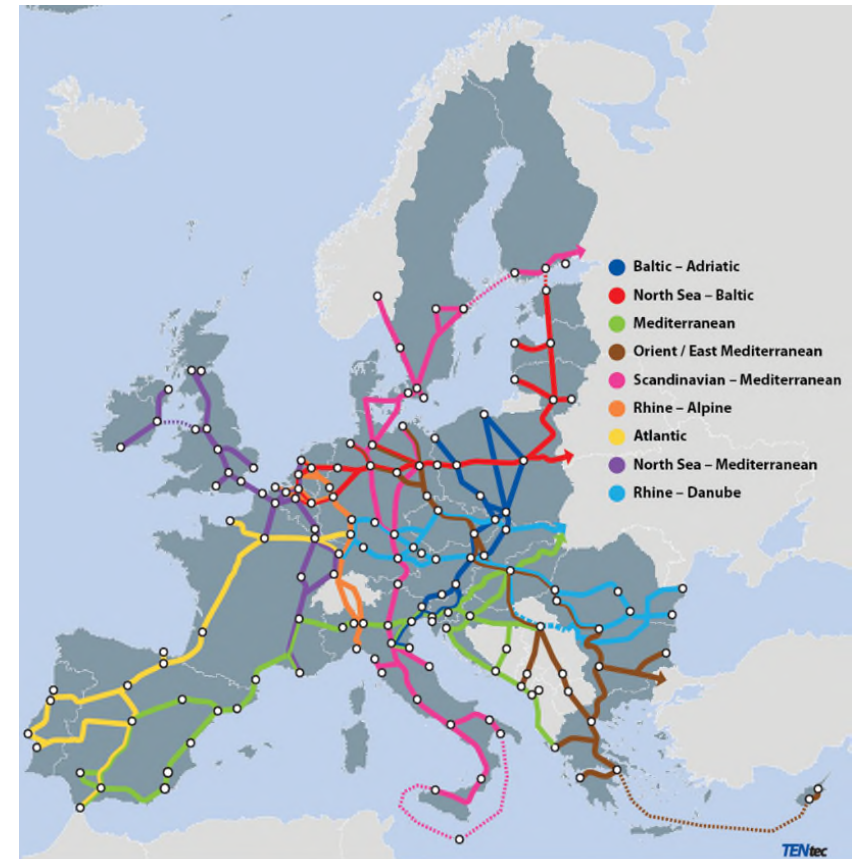 Baltic – Adriatic
North Sea – Baltic
Mediterranean
Orient / East Mediterranean
Scandinavian – Mediterranean
Rhine – Alpine
Atlantic
North Sea – Mediterranean
Rhine – Danube
TENtec